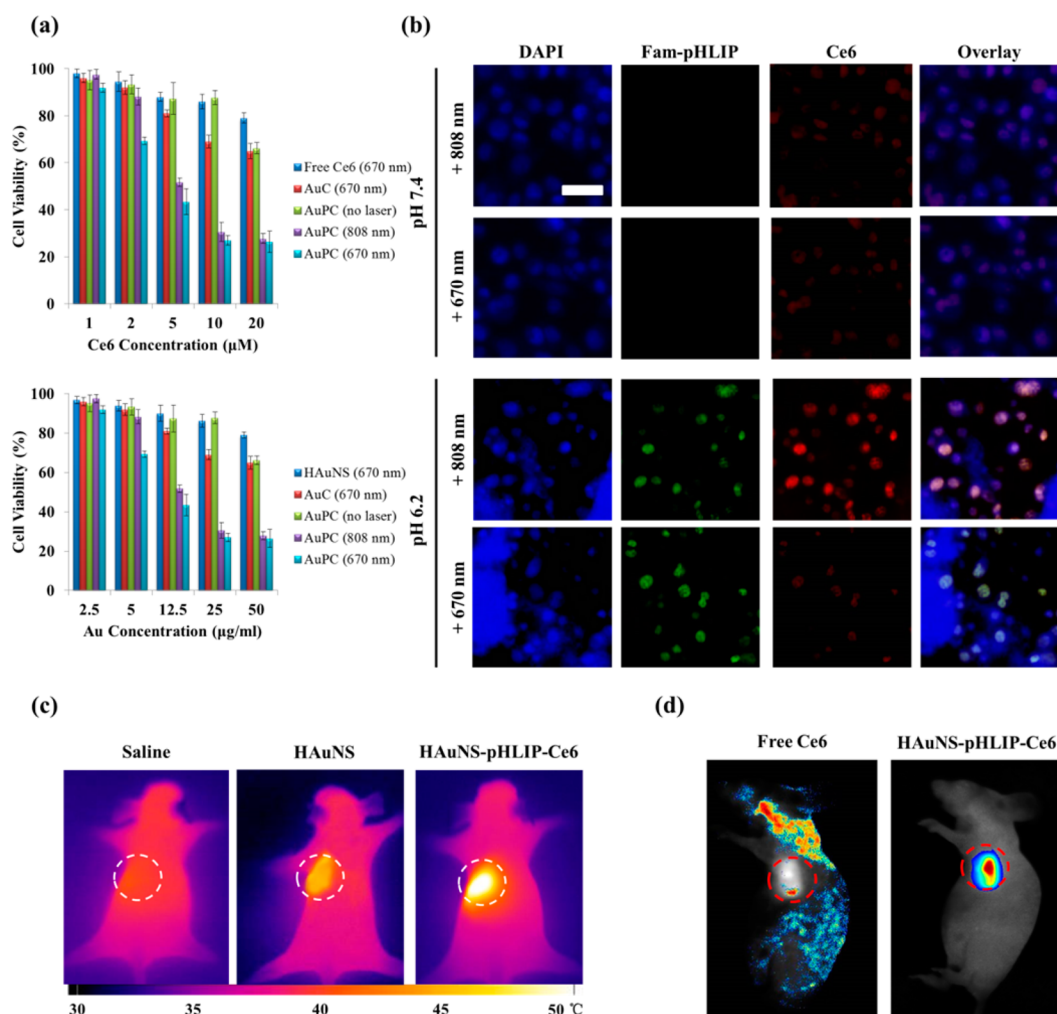 (a)
100
80
60
40
20
0
Cell Viability (%)
1 2 5 10 20
Ce6 Concentration (μM)
Free Ce6 (670 nm)
AuC (670 nm)
AuPC (no laser)
AuPC (808 nm)
AuPC (670 nm)
100
80
60
40
20
0
Cell Viability (%)
2.5 5 12.5 25 50
Au Concentration (μg/ml)
HAuNS (670 nm)
AuC (670 nm)
AuPC (no laser)
AuPC (808 nm)
AuPC (670 nm)
(b)
DAPI Fam-pHLIP Ce6 Overlay
pH 7.4
+ 808 nm
+ 670 nm
pH 6.2
+ 808 nm
+ 670 nm
(c)
Saline HAuNS HAuNS-pHLIP-Ce6
30 35 40 45 50 ℃
(d)
Free Ce6 HAuNS-pHLIP-Ce6